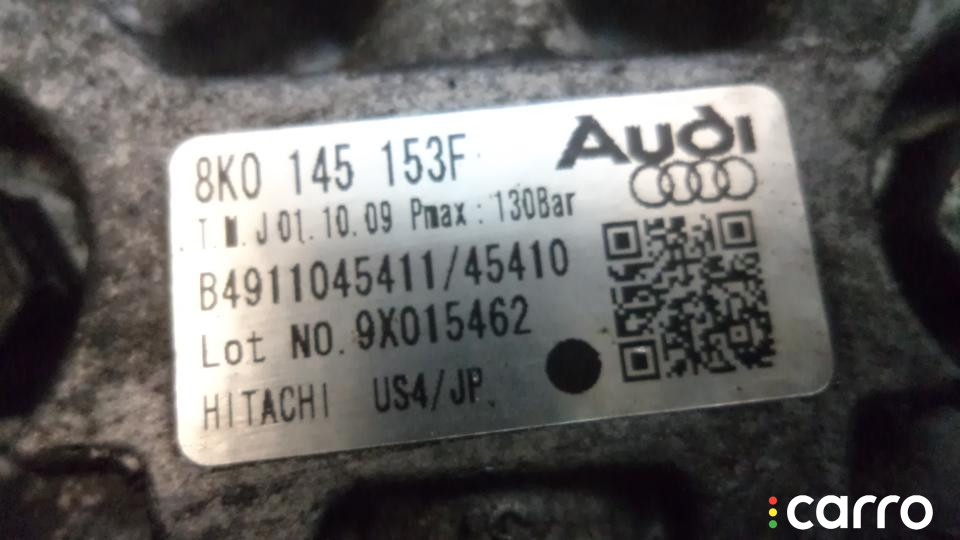 8K0 145 153F
Audi
T.M.J 01.10.09 Pmax : 130Bar
B4911045411/45410
Lot NO. 9X015462
HITACHI US4/JP
carro